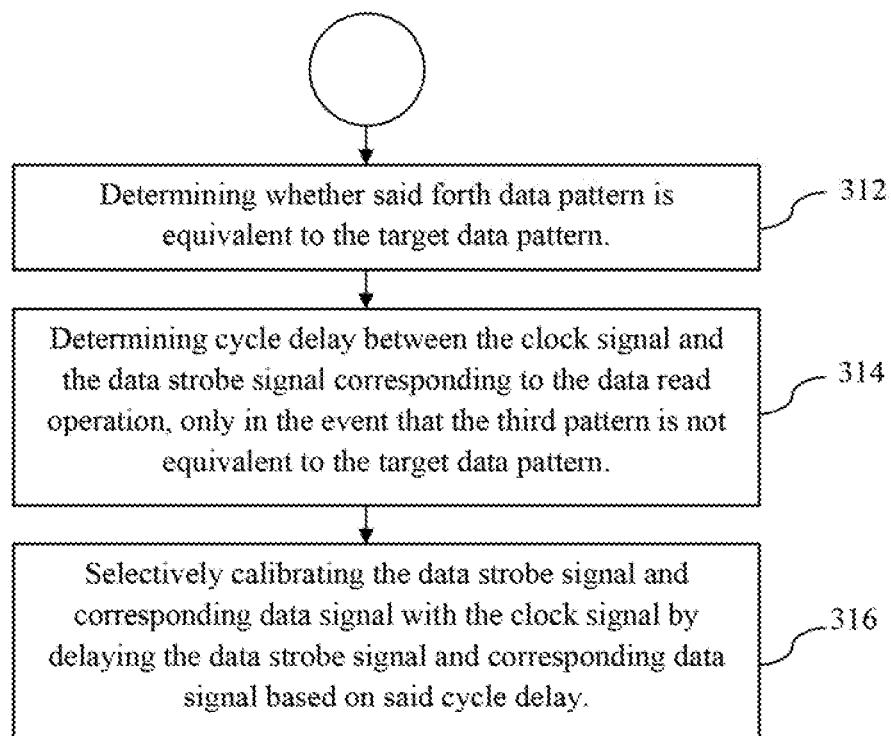 Determining whether said forth data pattern is
equivalent to the target data pattern.
312
Determining cycle delay between the clock signal and
the data strobe signal corresponding to the data read
operation, only in the event that the third pattern is not
equivalent to the target data pattern.
314
Selectively calibrating the data strobe signal and
corresponding data signal with the clock signal by
delaying the data strobe signal and corresponding data
signal based on said cycle delay.
316